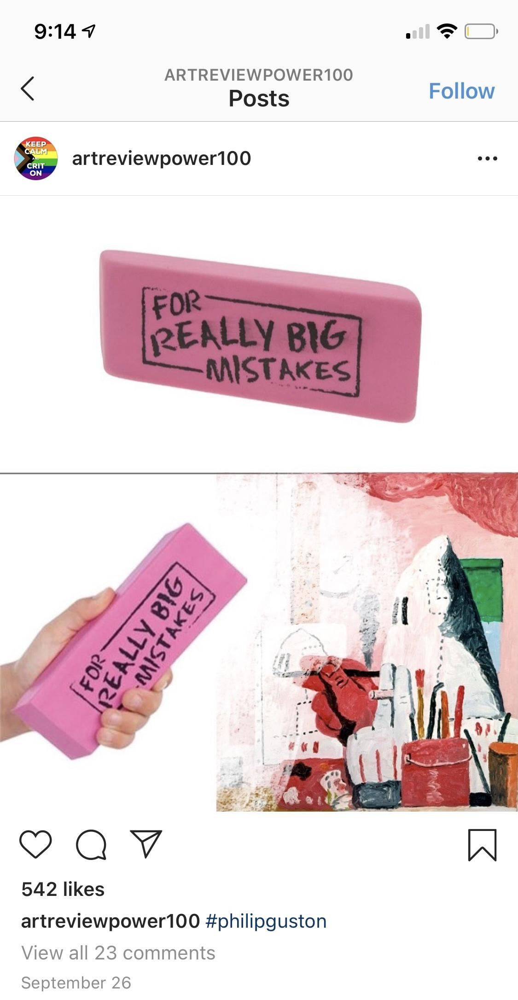 9:14
ARTREVIEWPOWER100
Posts
Follow
KEEP
CALM
AND
CRIT
ON
artreviewpower100
FOR
REALLY BIG
MISTAKES
FOR
REALLY BIG
MISTAKES
542 likes
artreviewpower100 #philipguston
View all 23 comments
September 26